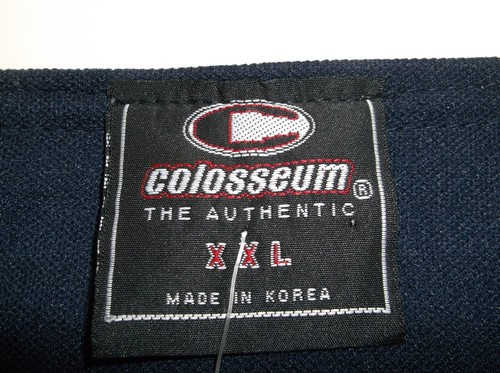 colosseum®
THE AUTHENTIC
XXL
MADE IN KOREA